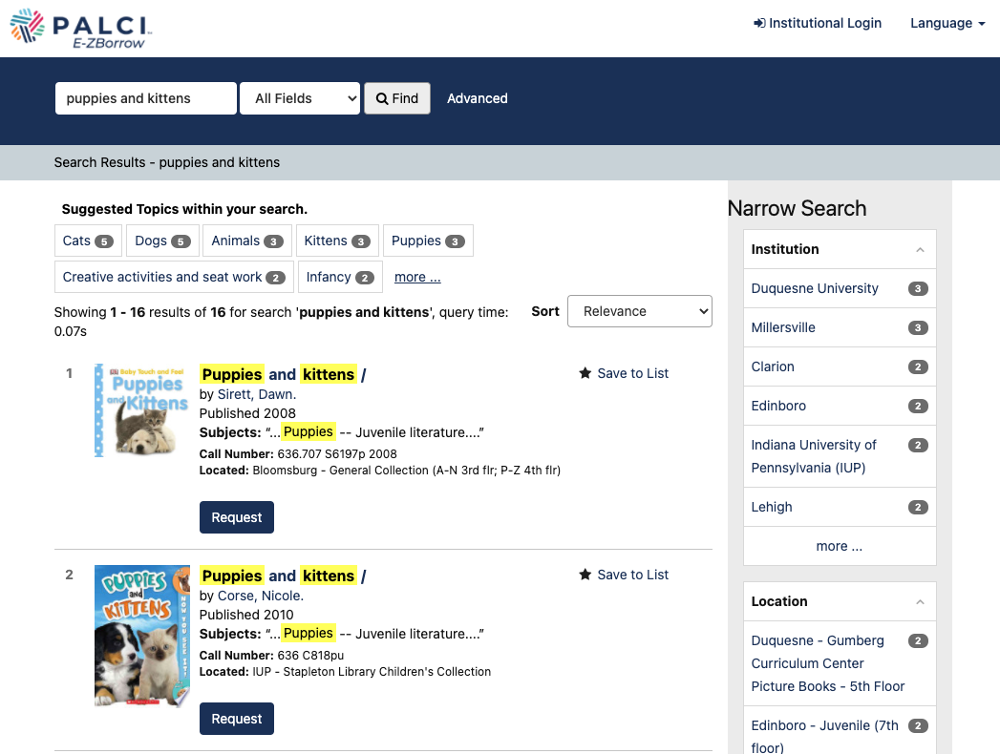 PALCI
E-ZBorrow
Institutional Login
Language
puppies and kittens
All Fields
Find
Advanced
Search Results - puppies and kittens
Suggested Topics within your search.
Cats 5
Dogs 5
Animals 3
Kittens 3
Puppies 3
Creative activities and seat work 2
Infancy 2
more ...
Showing 1 - 16 results of 16 for search 'puppies and kittens', query time:
0.07s
Sort
Relevance
1
DK Baby Touch and Feel
Puppies
and Kittens
Puppies and kittens /
by Sirett, Dawn.
Published 2008
Subjects: “...Puppies -- Juvenile literature....”
Call Number: 636.707 S6197p 2008
Located: Bloomsburg - General Collection (A-N 3rd flr; P-Z 4th flr)
Request
Save to List
2
PUPPIES
and
KITTENS
NOW YOU SEE IT!
Puppies and kittens /
by Corse, Nicole.
Published 2010
Subjects: “...Puppies -- Juvenile literature....”
Call Number: 636 C818pu
Located: IUP - Stapleton Library Children's Collection
Request
Save to List
Narrow Search
Institution
Duquesne University 3
Millersville 3
Clarion 2
Edinboro 2
Indiana University of 2
Pennsylvania (IUP)
Lehigh 2
more ...
Location
Duquesne - Gumberg 2
Curriculum Center
Picture Books - 5th Floor
Edinboro - Juvenile (7th 2
floor)